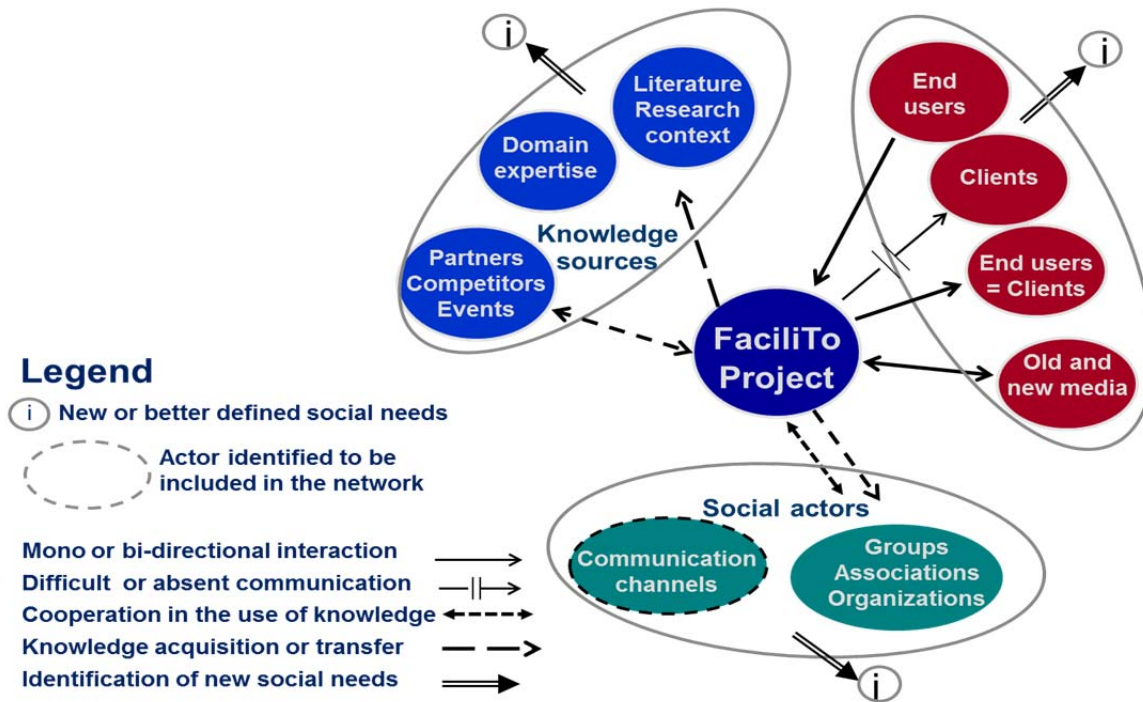 i
Literature
Research
context
Domain
expertise
Knowledge
sources
Partners
Competitors
Events
i
End
users
Clients
End users
= Clients
Old and
new media
FaciliTo
Project
Social actors
Communication
channels
Groups
Associations
Organizations
i
Legend
i New or better defined social needs
Actor identified to be
included in the network
Mono or bi-directional interaction
Difficult or absent communication
Cooperation in the use of knowledge
Knowledge acquisition or transfer
Identification of new social needs